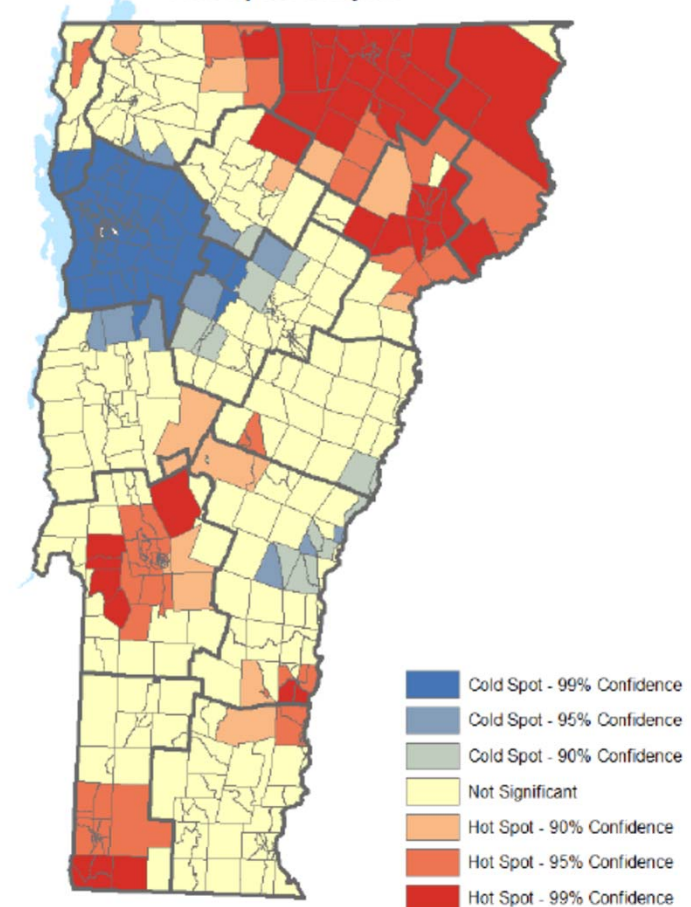 Cold Spot - 99% Confidence
Cold Spot - 95% Confidence
Cold Spot - 90% Confidence
Not Significant
Hot Spot - 90% Confidence
Hot Spot - 95% Confidence
Hot Spot - 99% Confidence